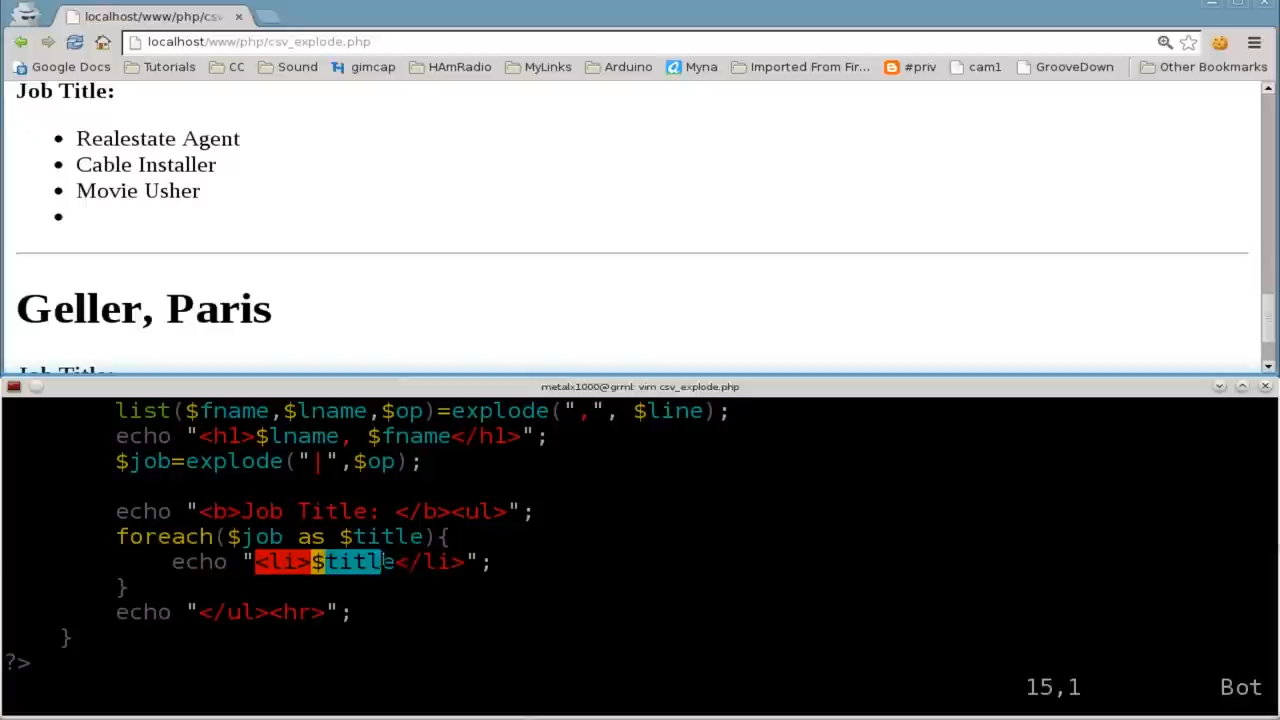 localhost/www/php/csv
localhost/www/php/csv_explode.php
Google Docs Tutorials CC Sound gimcap HAmRadio MyLinks Arduino Myna Imported From Fir... #priv cam1 GrooveDown Other Bookmarks
Job Title:
• Realestate Agent
• Cable Installer
• Movie Usher
•
Geller, Paris
Job Title:
metalx1000@grml: vim csv_explode.php
list($fname,$lname,$op)=explode(",", $line);
echo "<h1>$lname, $fname</h1>";
$job=explode("|",$op);
echo "<b>Job Title: </b><ul>";
foreach($job as $title){
echo "<li>$title</li>";
}
echo "</ul><hr>";
}
?>
15,1 Bot